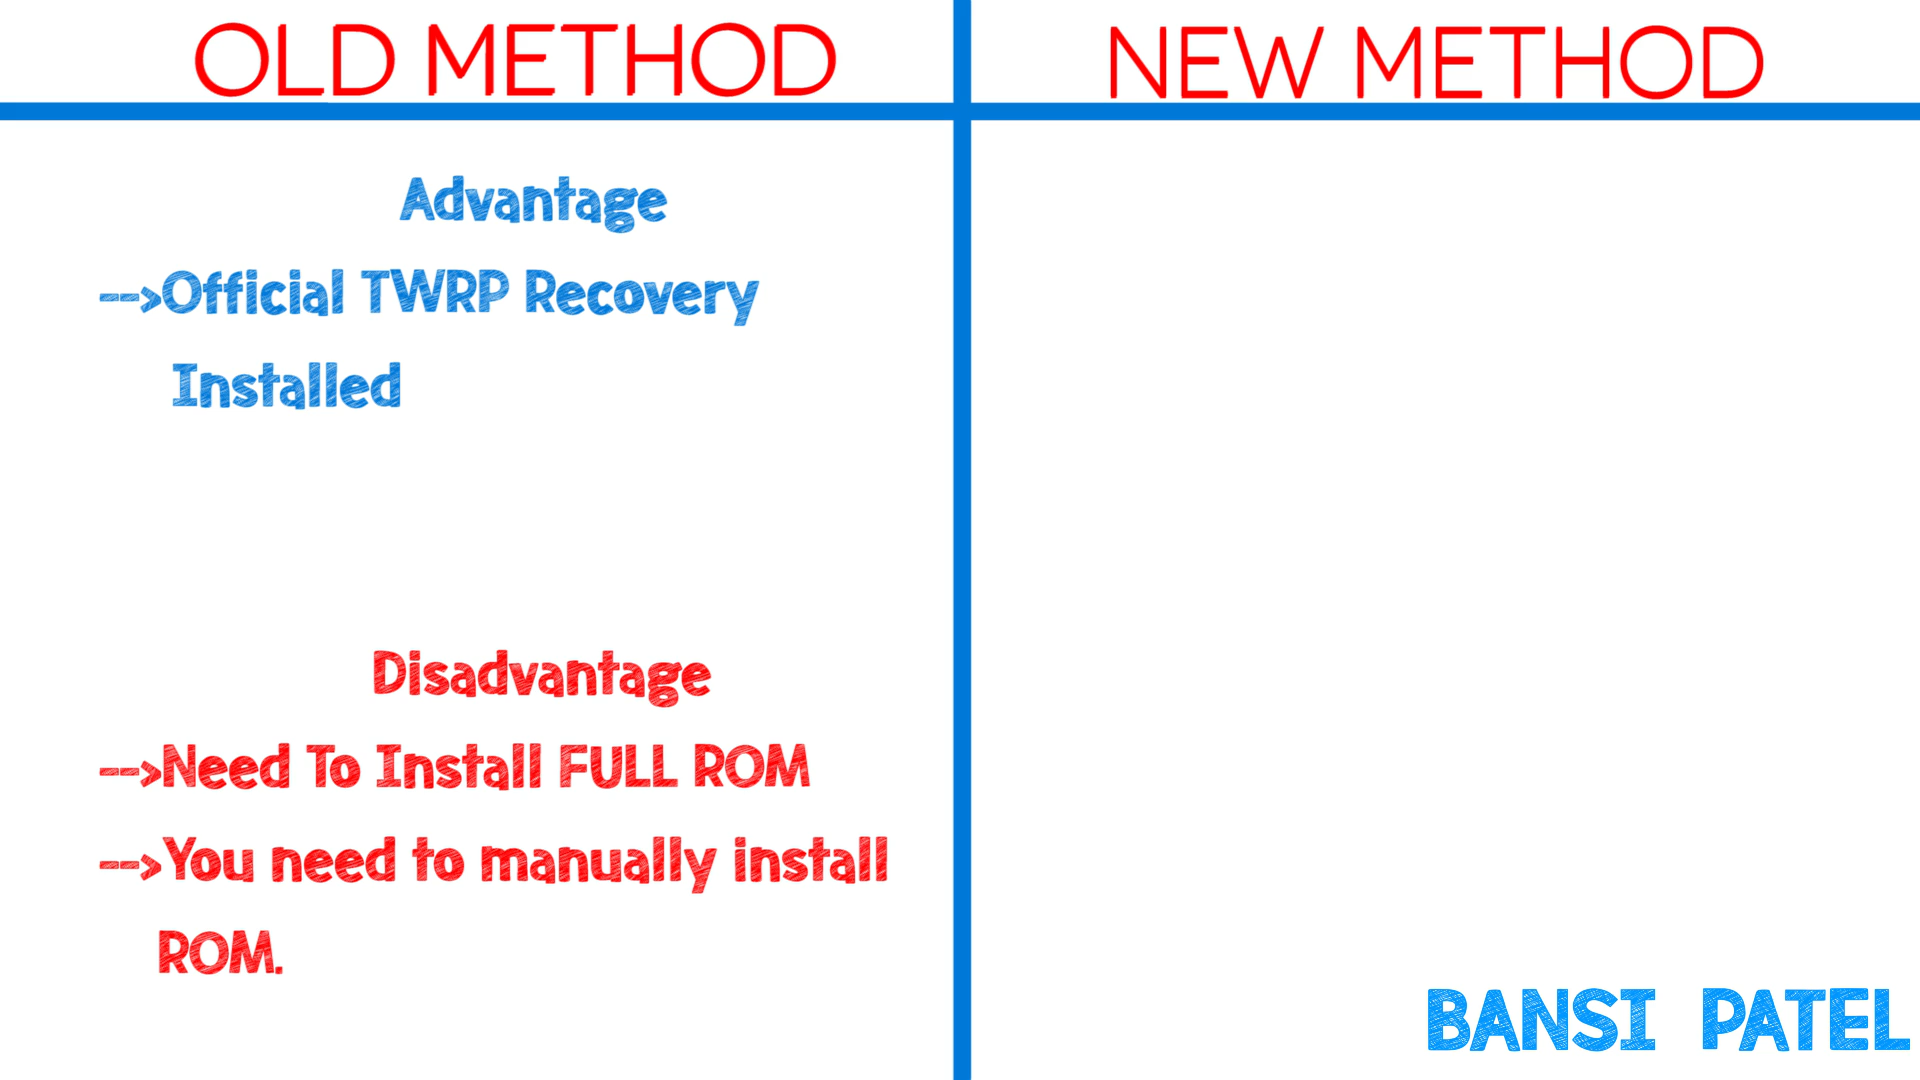 OLD METHOD
NEW METHOD
Advantage
-->Official TWRP Recovery
Installed
Disadvantage
-->Need To Install FULL ROM
-->You need to manually install
ROM.
BANSI PATEL